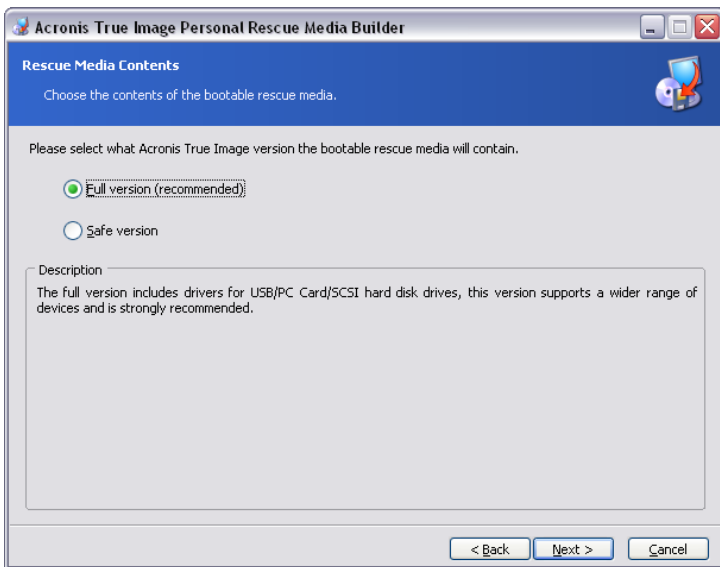 Acronis True Image Personal Rescue Media Builder
Rescue Media Contents
Choose the contents of the bootable rescue media.
Please select what Acronis True Image version the bootable rescue media will contain.
Full version (recommended)
Safe version
Description
The full version includes drivers for USB/PC Card/SCSI hard disk drives, this version supports a wider range of
devices and is strongly recommended.
< Back
Next >
Cancel